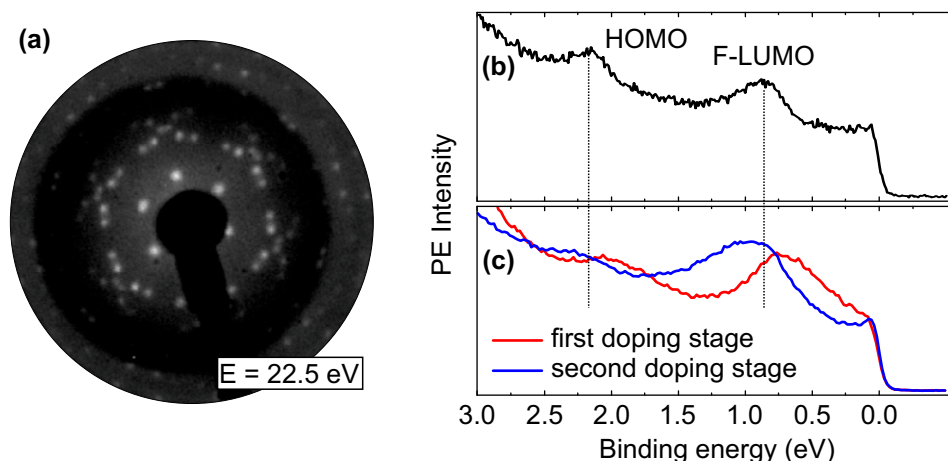 (a)
E = 22.5 eV
HOMO
F-LUMO
(b)
PE Intensity
(c)
first doping stage
second doping stage
3.0 2.5 2.0 1.5 1.0 0.5 0.0
Binding energy (eV)